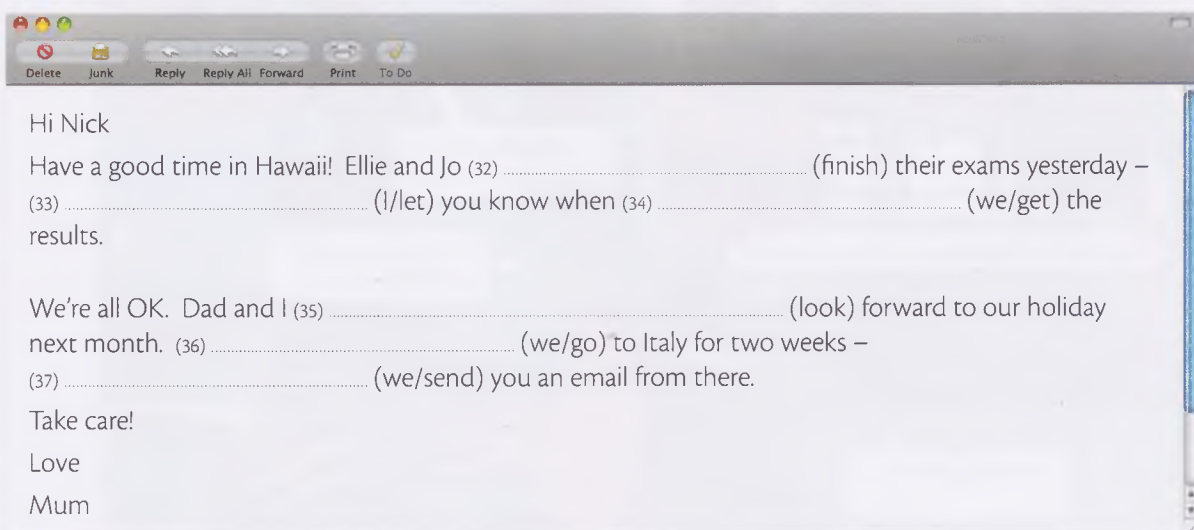 Delete Junk Reply Reply All Forward Print To Do
Hi Nick
Have a good time in Hawaii! Ellie and Jo (32) ........................ (finish) their exams yesterday –
(33) ........................ (I/let) you know when (34) ........................ (we/get) the
results.
We're all OK. Dad and I (35) ........................ (look) forward to our holiday
next month. (36) ........................ (we/go) to Italy for two weeks –
(37) ........................ (we/send) you an email from there.
Take care!
Love
Mum